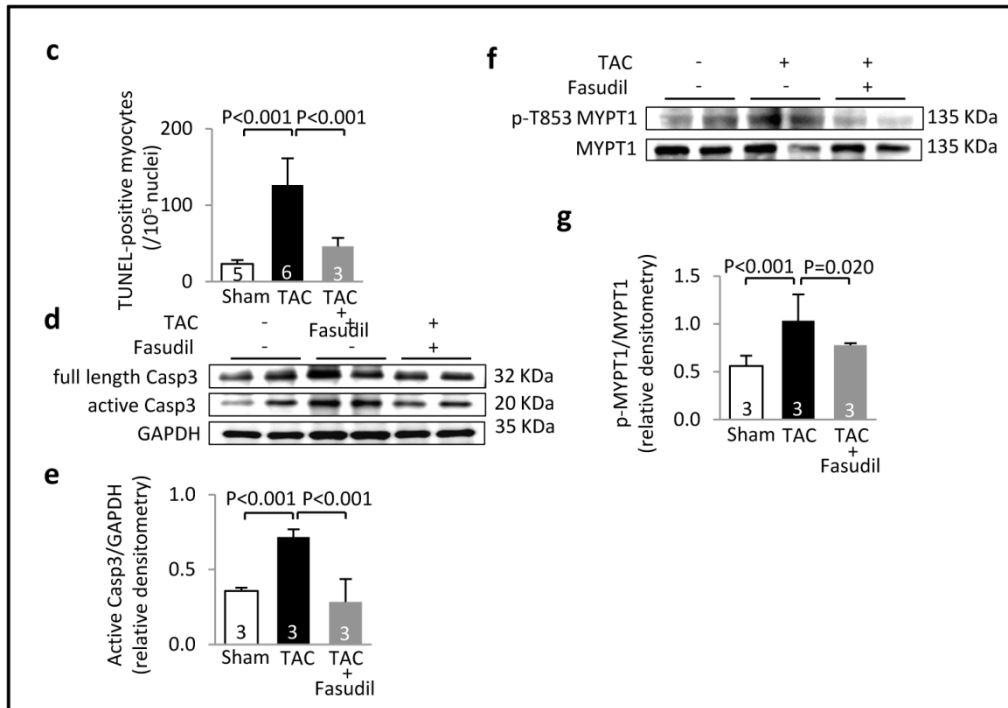 c
P<0.001 P<0.001
TUNEL-positive myocytes
(/10⁵ nuclei)
200
100
0
5
6
3
Sham
TAC
TAC
+
Fasudil
d
TAC - + +
Fasudil - - +
full length Casp3 32 KDa
active Casp3 20 KDa
GAPDH 35 KDa
e
P<0.001 P<0.001
Active Casp3/GAPDH
(relative densitometry)
1.0
0.5
0.0
3
3
3
Sham
TAC
TAC
+
Fasudil
f
TAC - + +
Fasudil - - +
p-T853 MYPT1 135 KDa
MYPT1 135 KDa
g
P<0.001 P=0.020
p-MYPT1/MYPT1
(relative densitometry)
1.5
1.0
0.5
0.0
3
3
3
Sham
TAC
TAC
+
Fasudil